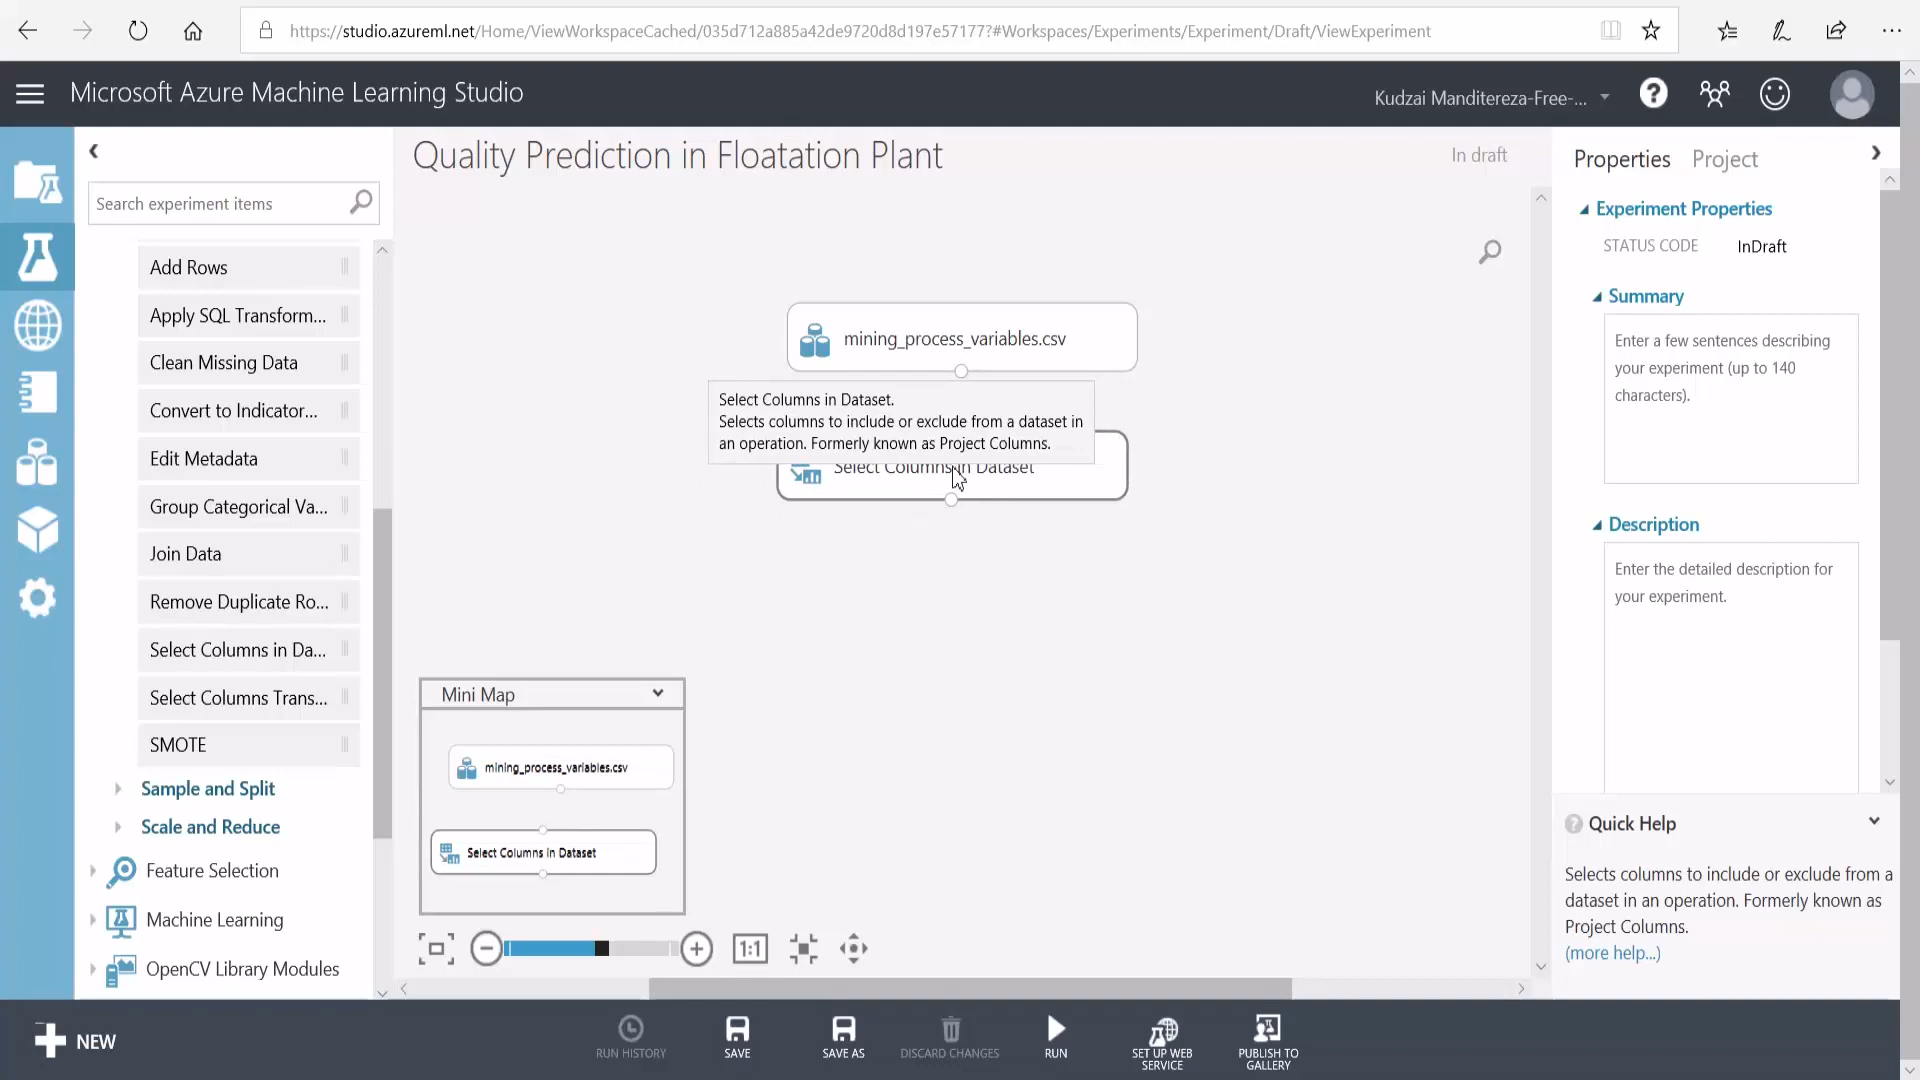 https://studio.azureml.net/Home/ViewWorkspaceCached/035d712a885a42de9720d8d197e57177?#Workspaces/Experiments/Experiment/Draft/ViewExperiment
Microsoft Azure Machine Learning Studio
Kudzai Manditereza-Free-...
Search experiment items
Add Rows
Apply SQL Transform...
Clean Missing Data
Convert to Indicator...
Edit Metadata
Group Categorical Va...
Join Data
Remove Duplicate Ro...
Select Columns in Da...
Select Columns Trans...
SMOTE
Sample and Split
Scale and Reduce
Feature Selection
Machine Learning
OpenCV Library Modules
Quality Prediction in Floatation Plant
In draft
mining_process_variables.csv
Select Columns in Dataset.
Selects columns to include or exclude from a dataset in
an operation. Formerly known as Project Columns.
Select Columns in Dataset
Mini Map
mining_process_variables.csv
Select Columns in Dataset
1:1
Properties Project
Experiment Properties
STATUS CODE InDraft
Summary
Enter a few sentences describing
your experiment (up to 140
characters).
Description
Enter the detailed description for
your experiment.
Quick Help
Selects columns to include or exclude from a
dataset in an operation. Formerly known as
Project Columns.
(more help...)
NEW
RUN HISTORY
SAVE
SAVE AS
DISCARD CHANGES
RUN
SET UP WEB
SERVICE
PUBLISH TO
GALLERY